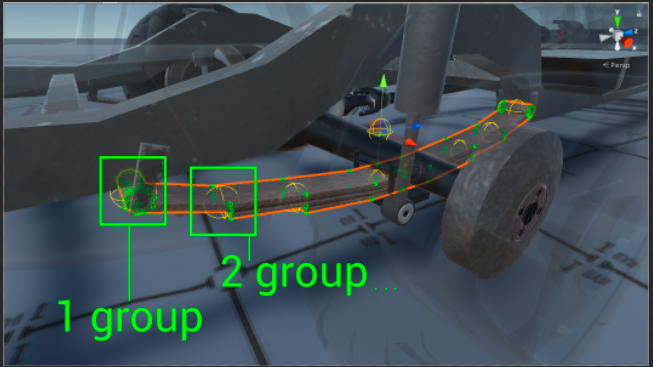 y
z
x
< Persp
1 group
2 group...